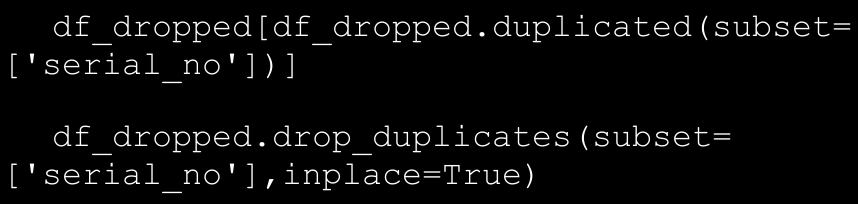 df_dropped[df_dropped.duplicated(subset=
['serial_no'])]
df_dropped.drop_duplicates(subset=
['serial_no'],inplace=True)